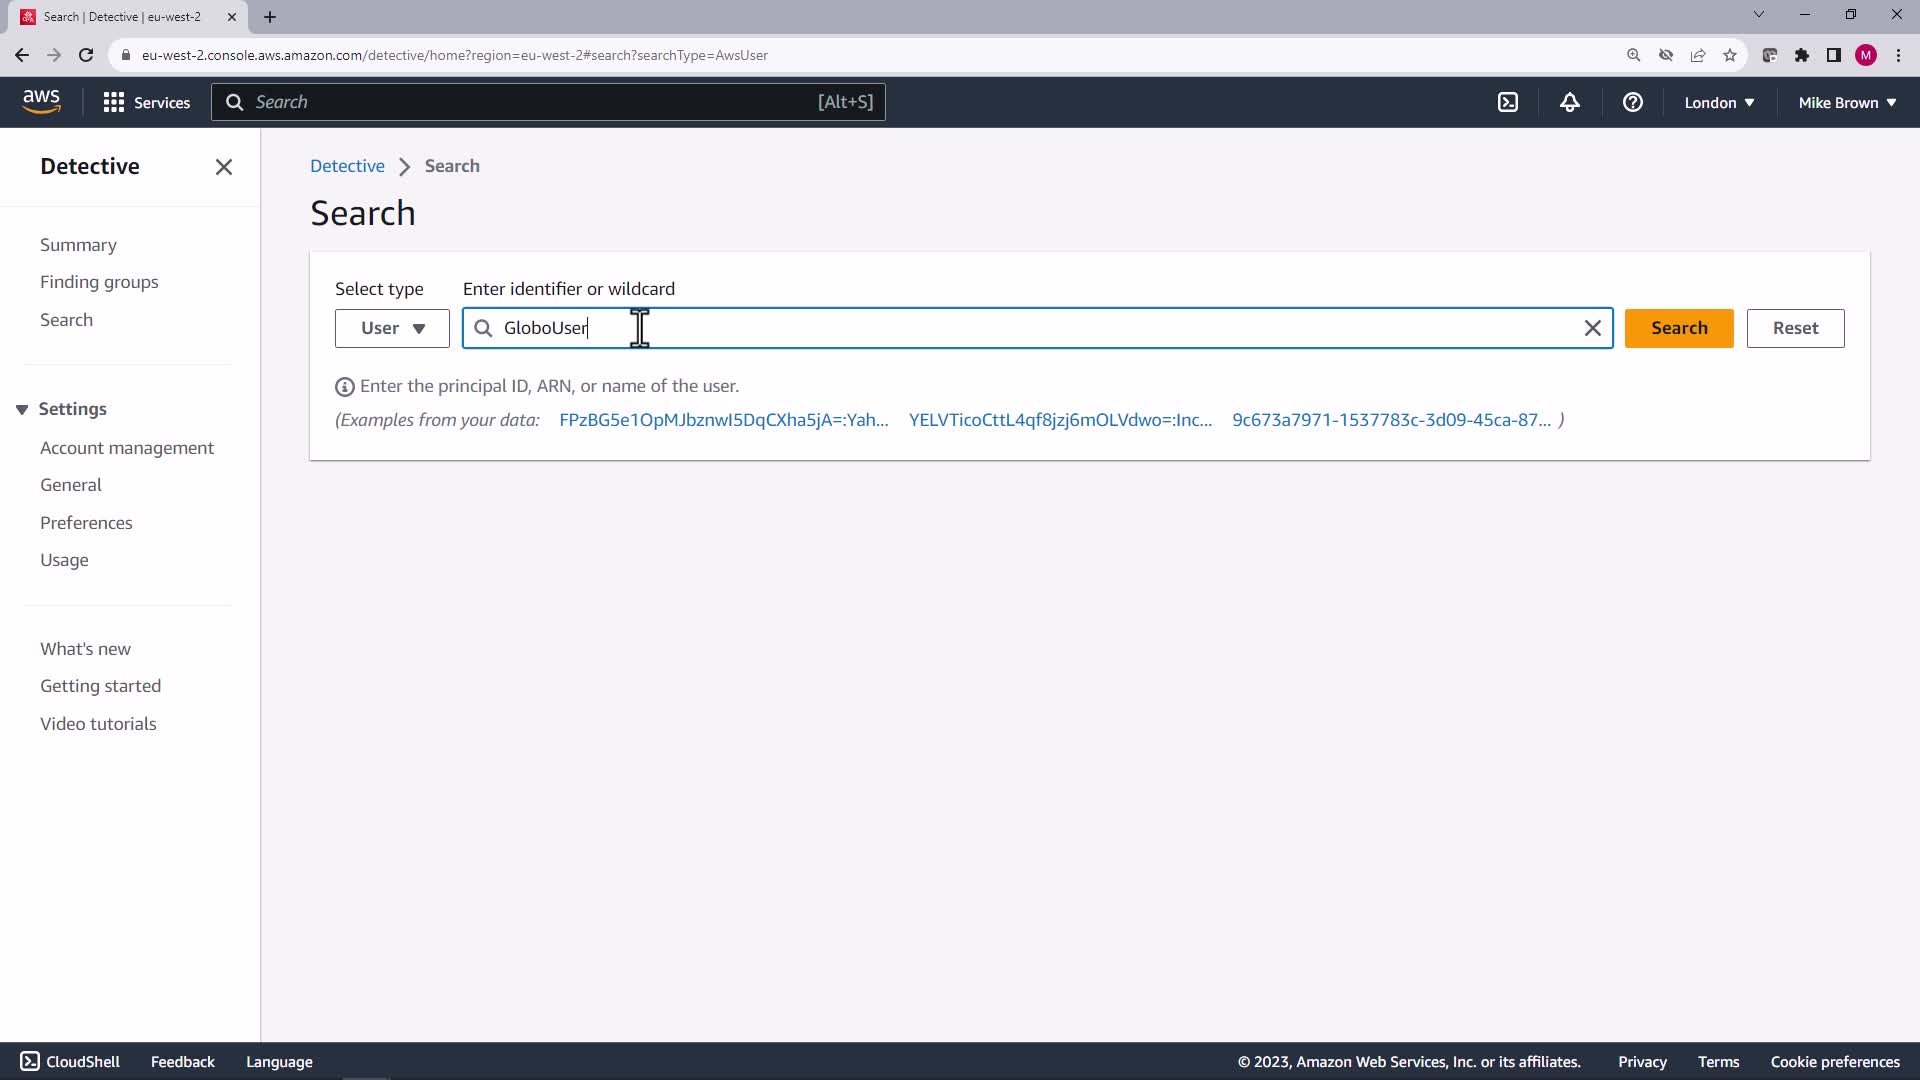 Search | Detective | eu-west-2
eu-west-2.console.aws.amazon.com/detective/home?region=eu-west-2#search?searchType=AwsUser
M
aws
Services
Search
[Alt+S]
London
Mike Brown
Detective
Summary
Finding groups
Search
Settings
Account management
General
Preferences
Usage
What's new
Getting started
Video tutorials
Detective
Search
Search
Select type
Enter identifier or wildcard
User
GloboUser
Search
Reset
Enter the principal ID, ARN, or name of the user.
(Examples from your data: FPzBG5e1OpMJbznwI5DqCXha5jA=:Yah... YELVTicoCttL4qf8jzj6mOLVdwo=:Inc... 9c673a7971-1537783c-3d09-45ca-87... )
CloudShell
Feedback
Language
© 2023, Amazon Web Services, Inc. or its affiliates.
Privacy
Terms
Cookie preferences